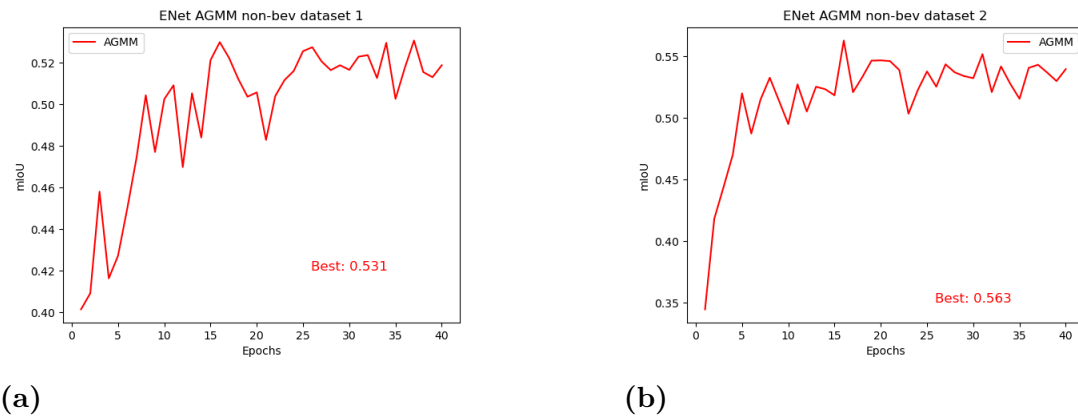 ENet AGMM non-bev dataset 1
AGMM
0.52
0.50
0.48
0.46
0.44
0.42
0.40
mIoU
Best: 0.531
0 5 10 15 20 25 30 35 40
Epochs
(a)
ENet AGMM non-bev dataset 2
AGMM
0.55
0.50
0.45
0.40
0.35
mIoU
Best: 0.563
0 5 10 15 20 25 30 35 40
Epochs
(b)